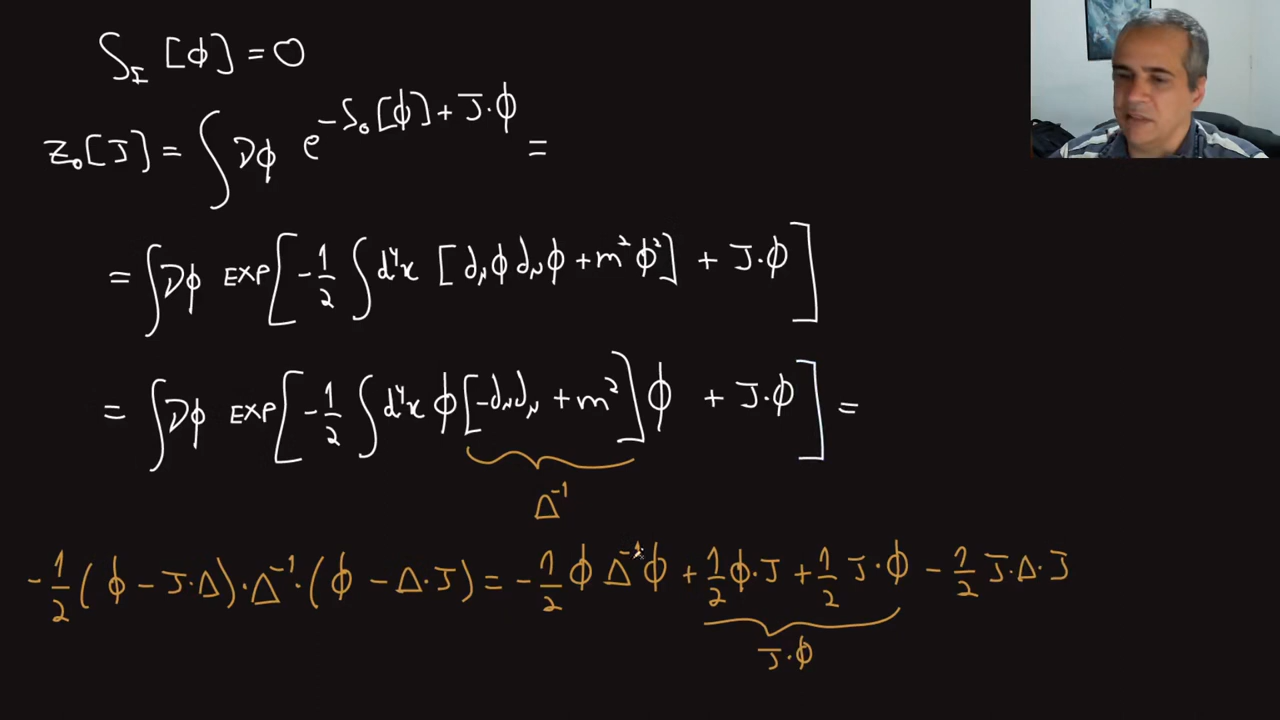 S_I [ϕ] = 0
Z_0[J] = ∫ Dϕ e^{-S_0[ϕ] + J·ϕ} =
= ∫ Dϕ EXP[ -1/2 ∫ d⁴x [∂_μϕ ∂_μϕ + m²ϕ²] + J·ϕ ]
= ∫ Dϕ EXP[ -1/2 ∫ d⁴x ϕ[-∂_μ∂_μ + m²]ϕ + J·ϕ ] =
Δ⁻¹
-1/2 (ϕ - J·Δ)·Δ⁻¹·(ϕ - Δ·J) = -1/2 ϕ Δ⁻¹ ϕ + 1/2 ϕ·J + 1/2 J·ϕ - 1/2 J·Δ·J
J·ϕ